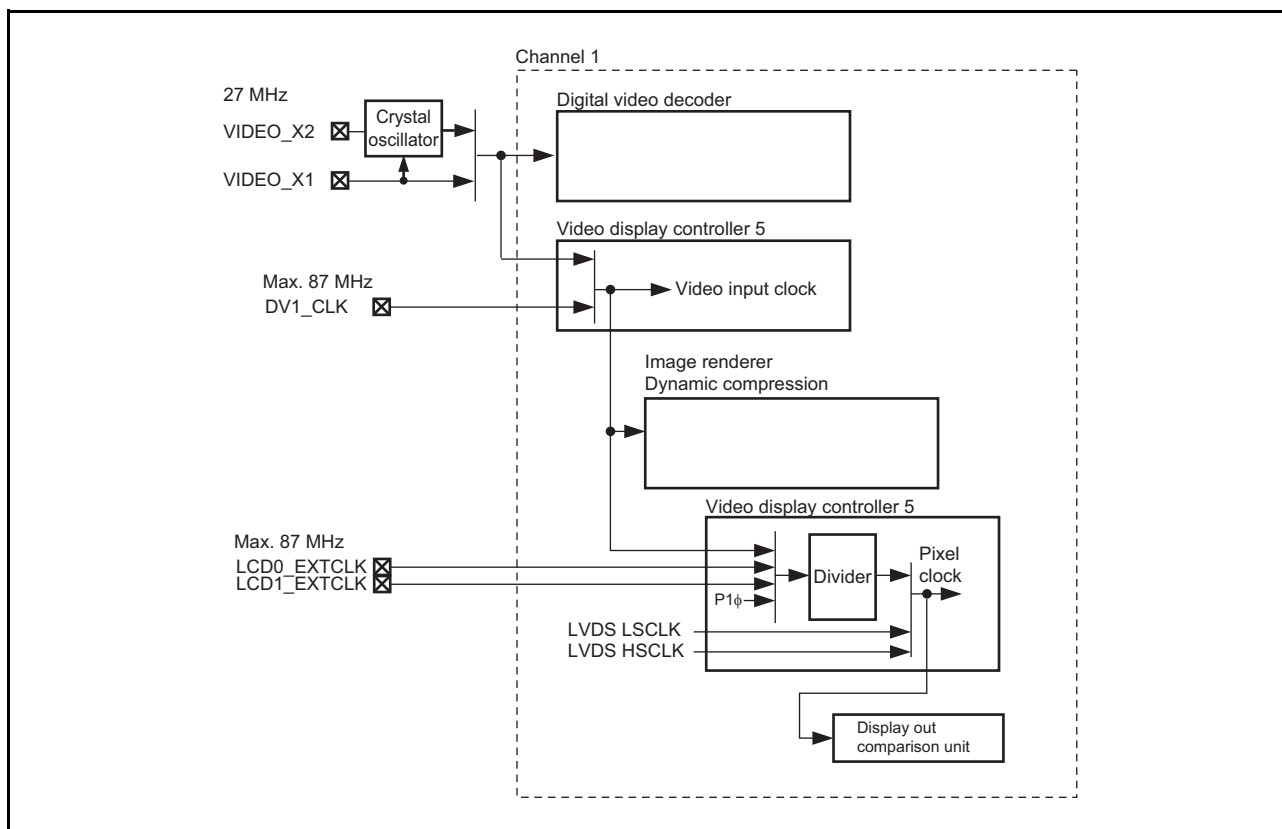 Channel 1
27 MHz
VIDEO_X2
Crystal
oscillator
VIDEO_X1
Digital video decoder
Video display controller 5
Video input clock
Max. 87 MHz
DV1_CLK
Image renderer
Dynamic compression
Video display controller 5
Max. 87 MHz
LCD0_EXTCLK
LCD1_EXTCLK
P1ϕ
Divider
Pixel
clock
LVDS LSCLK
LVDS HSCLK
Display out
comparison unit